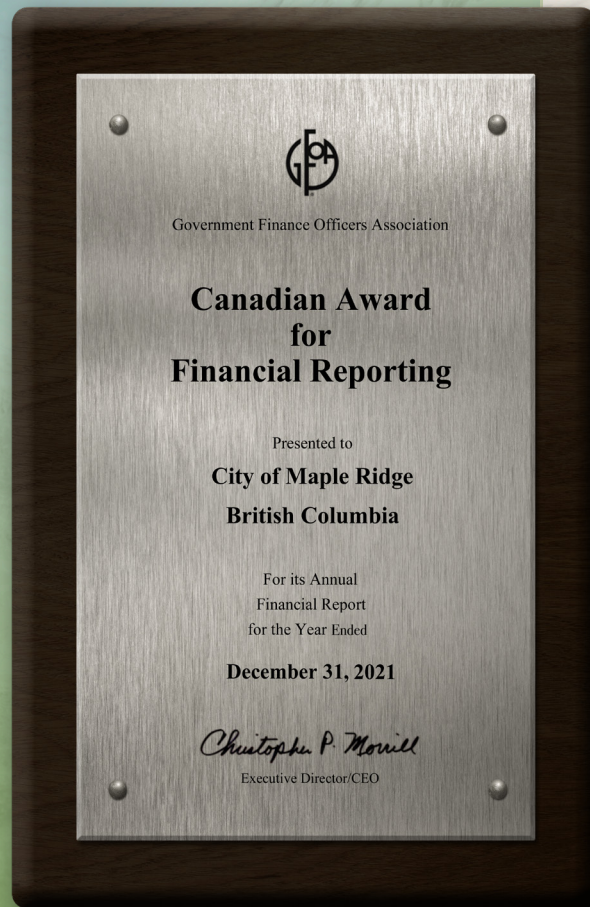 GFOA
Government Finance Officers Association
Canadian Award
for
Financial Reporting
Presented to
City of Maple Ridge
British Columbia
For its Annual
Financial Report
for the Year Ended
December 31, 2021
Christopher P. Morrill
Executive Director/CEO